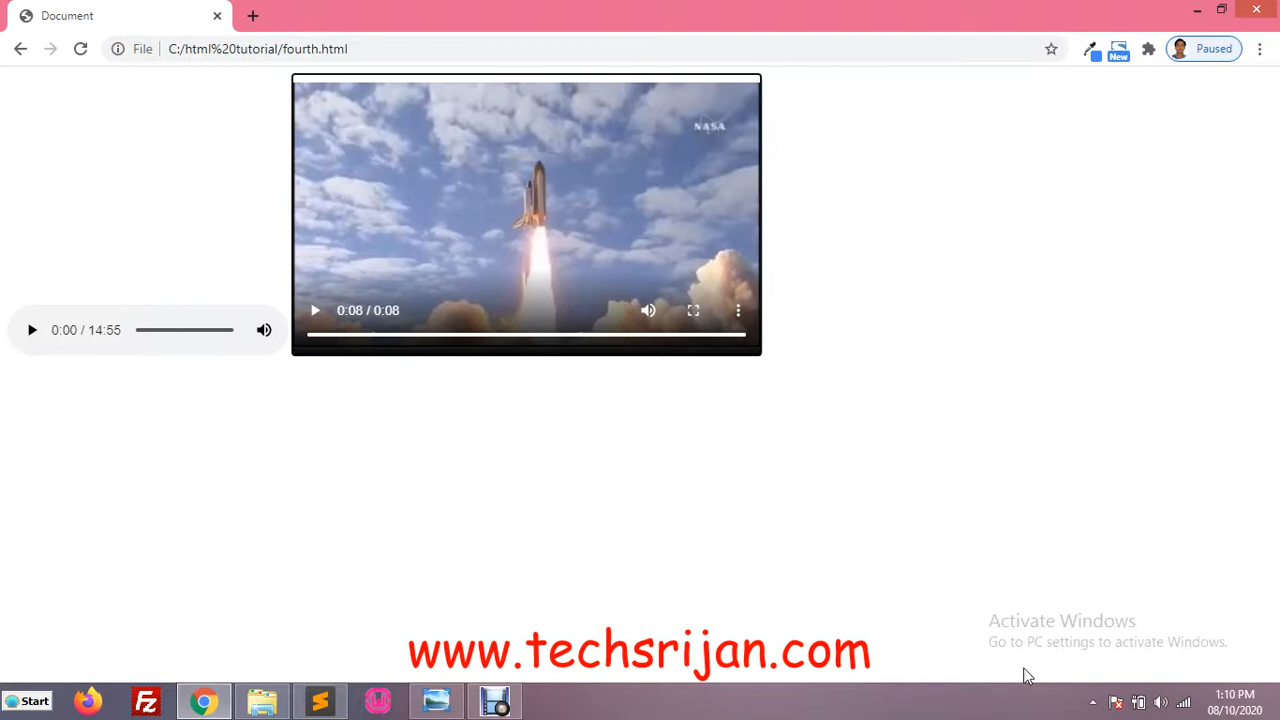 Document
File
C:/html%20tutorial/fourth.html
New
Paused
NASA
0:08 / 0:08
0:00 / 14:55
Activate Windows
Go to PC settings to activate Windows.
www.techsrijan.com
Start
1:10 PM
08/10/2020